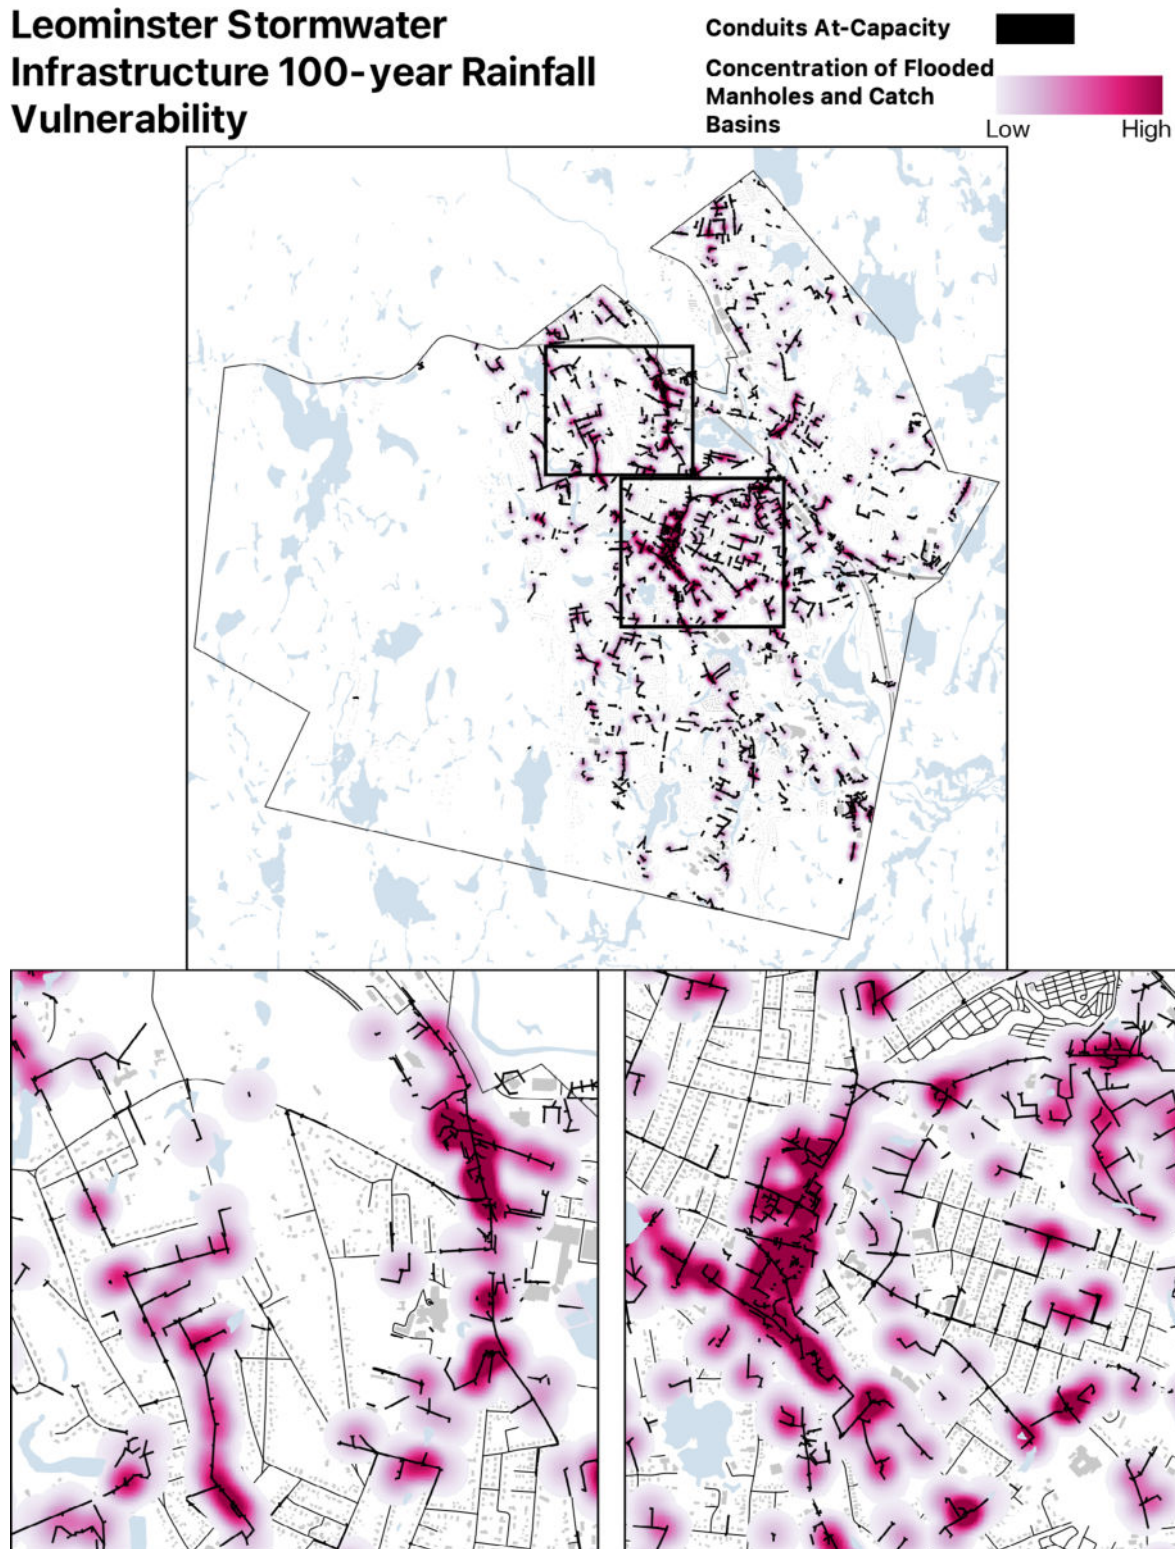 Leominster Stormwater
Infrastructure 100-year Rainfall
Vulnerability
Conduits At-Capacity
Concentration of Flooded
Manholes and Catch
Basins
Low High